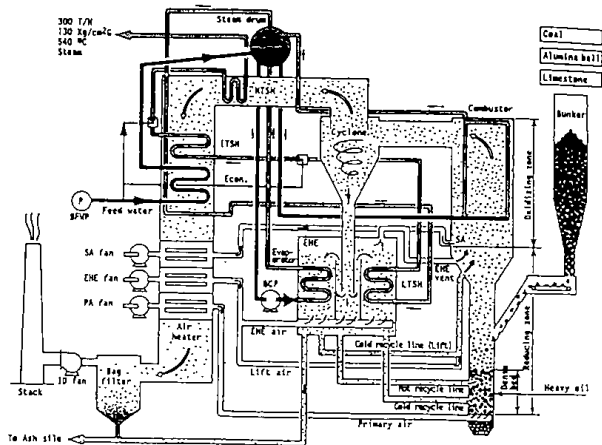 300 T/H
130 Kg/cm²G
540 ºC
Steam
Steam drum
HTSH
Cyclone
Combustor
Coal
Alumina ball
Limestone
Bunker
Oxidizing zone
LTSH
Econ.
P
BFWP
Feed water
SA fan
EHE fan
PA fan
Evaporator
EHE
SA
EHE vent
BCP
LTSH
EHE air
Air heater
Cold recycle line (Lift)
Lift air
Reducing zone
Dense bed
Hot recycle line
Heavy oil
Cold recycle line
Primary air
Stack
ID fan
Bag filter
To Ash silo